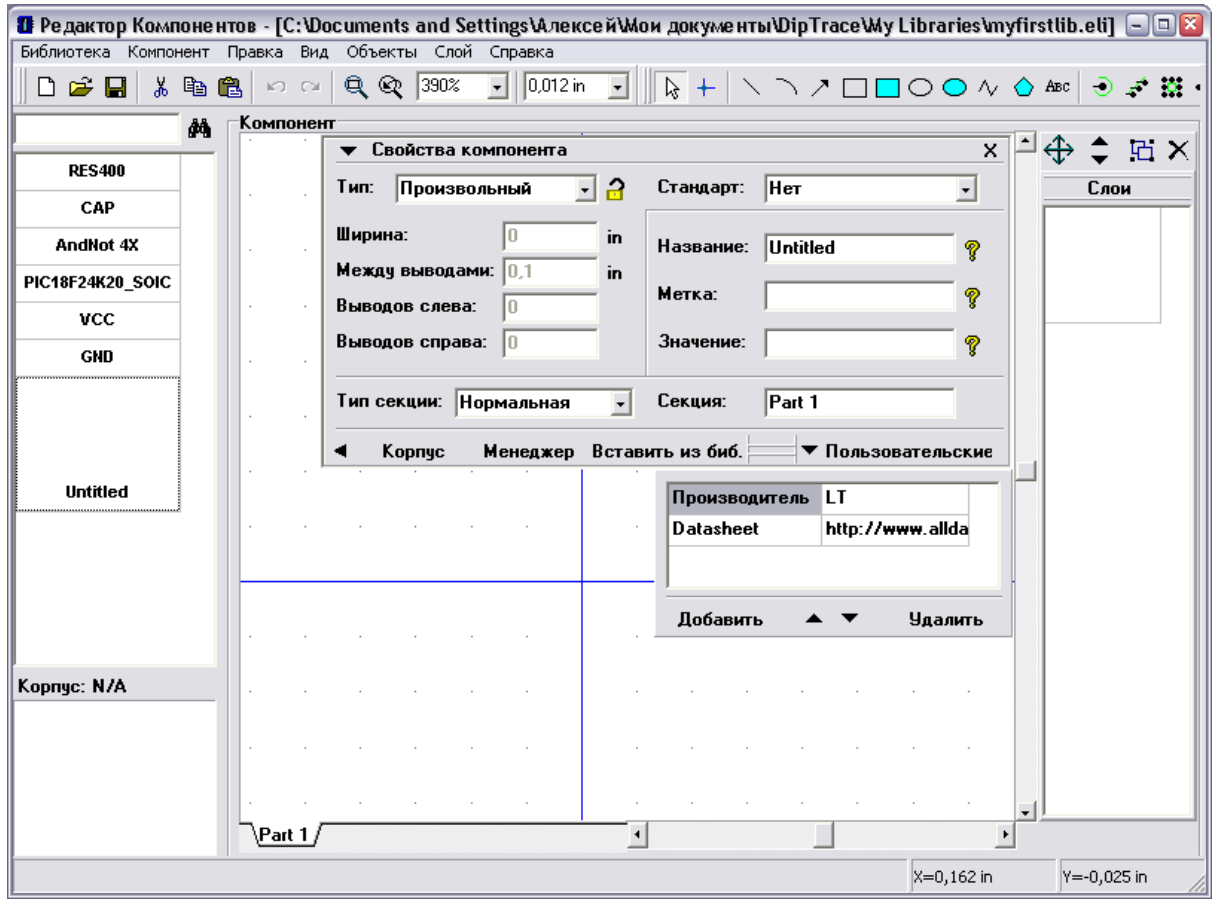 Редактор Компонентов - [C:\Documents and Settings\Алексей\Мои документы\DipTrace\My Libraries\myfirstlib.eli]
Библиотека Компонент Правка Вид Объекты Слой Справка
390% 0,012 in ABC
Компонент
Свойства компонента X
RES400
CAP
AndNot 4X
PIC18F24K20_SOIC
VCC
GND
Untitled
Тип: Произвольный Стандарт: Нет
Ширина: 0 in
Между выводами: 0,1 in
Выводов слева: 0
Выводов справа: 0
Название: Untitled ?
Метка: ?
Значение: ?
Тип секции: Нормальная Секция: Part 1
Корпус Менеджер Вставить из биб. Пользовательские
Производитель LT
Datasheet http://www.allda
Добавить Удалить
Слои
Корпус: N/A
Part 1
X=0,162 in Y=-0,025 in